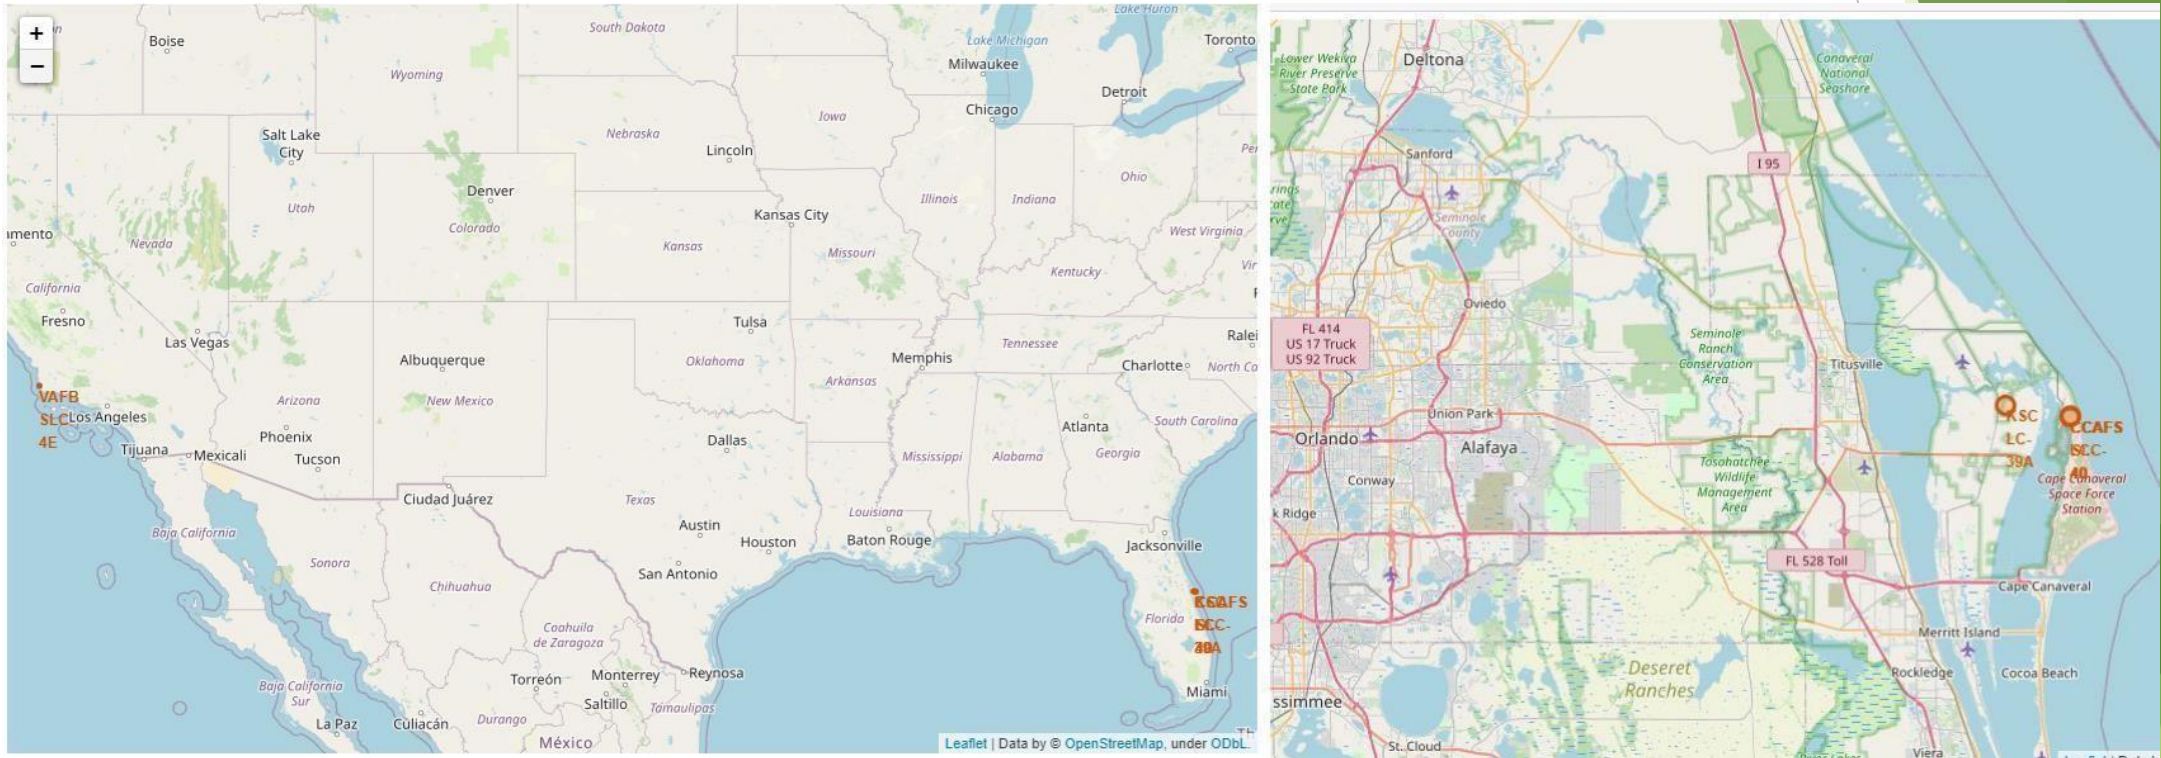 +
−
Boise
South Dakota
Lake Huron
Lake Michigan
Toronto
Wyoming
Milwaukee
Detroit
Chicago
Salt Lake
City
Nebraska
Iowa
Lincoln
Ohio
Denver
Utah
Illinois
Indiana
Kansas City
Colorado
Nevada
Kansas
Missouri
West Virginia
Kentucky
California
Fresno
Las Vegas
Tulsa
Albuquerque
Oklahoma
Memphis
Tennessee
Charlotte
Arkansas
VAFB
SLC-
4E
Los Angeles
Arizona
New Mexico
South Carolina
Atlanta
Phoenix
Dallas
Tijuana
Mexicali
Tucson
Mississippi
Alabama
Georgia
Ciudad Juárez
Texas
Louisiana
Baja California
Austin
Houston
Baton Rouge
Jacksonville
Sonora
San Antonio
Chihuahua
Florida
Coahuila
de Zaragoza
Torreón
Monterrey
Reynosa
Baja California
Sur
Saltillo
Miami
La Paz
Culiacán
Durango
Tamaulipas
México
Leaflet | Data by © OpenStreetMap, under ODbL.
Lower Wekiva
River Preserve
State Park
Deltona
Canaveral
National
Seashore
Sanford
I 95
Seminole
County
Oviedo
FL 414
US 17 Truck
US 92 Truck
Seminole
Ranch
Conservation
Area
Titusville
Union Park
KSC
LC-
39A
CCAFS
Orlando
Alafaya
Conway
Tosohatchee
Wildlife
Management
Area
Cape Canaveral
Space Force
Station
k Ridge
FL 528 Toll
Cape Canaveral
Merritt Island
Deseret
Ranches
Rockledge
Cocoa Beach
ssimmee
St. Cloud
Viera